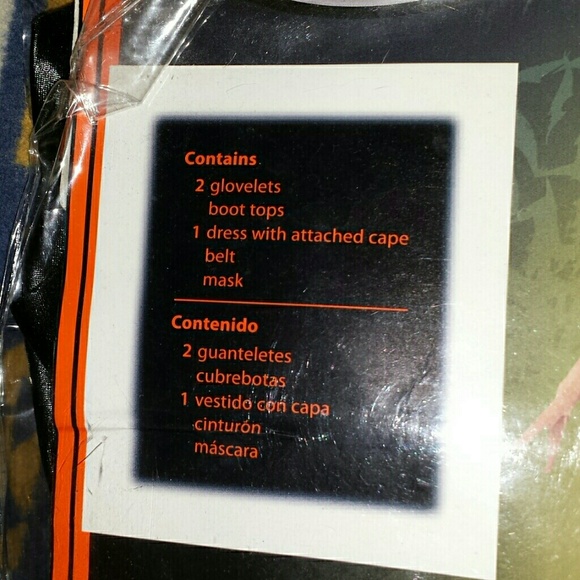 Contains
2 glovelets
boot tops
1 dress with attached cape
belt
mask
Contenido
2 guanteletes
cubrebotas
1 vestido con capa
cinturón
máscara